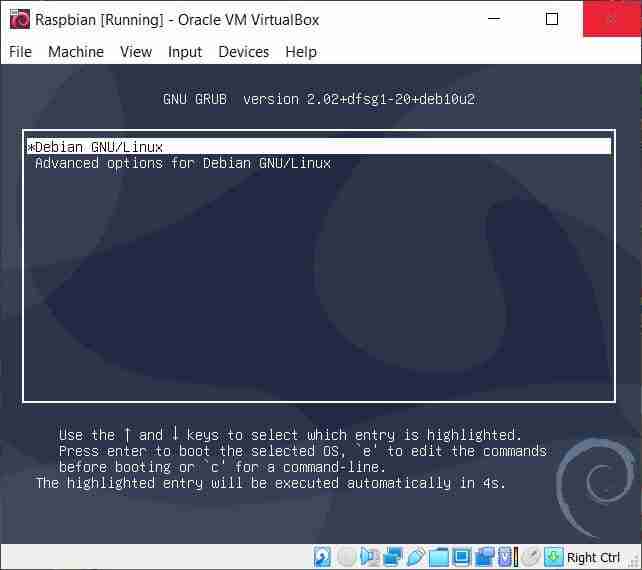 Raspbian [Running] - Oracle VM VirtualBox
File Machine View Input Devices Help
GNU GRUB version 2.02+dfsg1-20+deb10u2
*Debian GNU/Linux
Advanced options for Debian GNU/Linux
Use the ↑ and ↓ keys to select which entry is highlighted.
Press enter to boot the selected OS, `e' to edit the commands
before booting or `c' for a command-line.
The highlighted entry will be executed automatically in 4s.
Right Ctrl